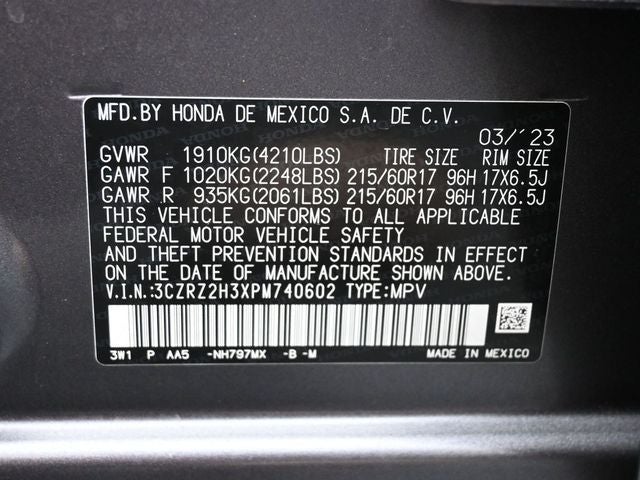 MFD.BY HONDA DE MEXICO S.A. DE C.V.
03/'23
GVWR 1910KG(4210LBS) TIRE SIZE RIM SIZE
GAWR F 1020KG(2248LBS) 215/60R17 96H 17X6.5J
GAWR R 935KG(2061LBS) 215/60R17 96H 17X6.5J
THIS VEHICLE CONFORMS TO ALL APPLICABLE
FEDERAL MOTOR VEHICLE SAFETY
AND THEFT PREVENTION STANDARDS IN EFFECT
ON THE DATE OF MANUFACTURE SHOWN ABOVE.
V.I.N.:3CZRZ2H3XPM740602 TYPE:MPV
3W1 P AA5 -NH797MX -B -M MADE IN MEXICO